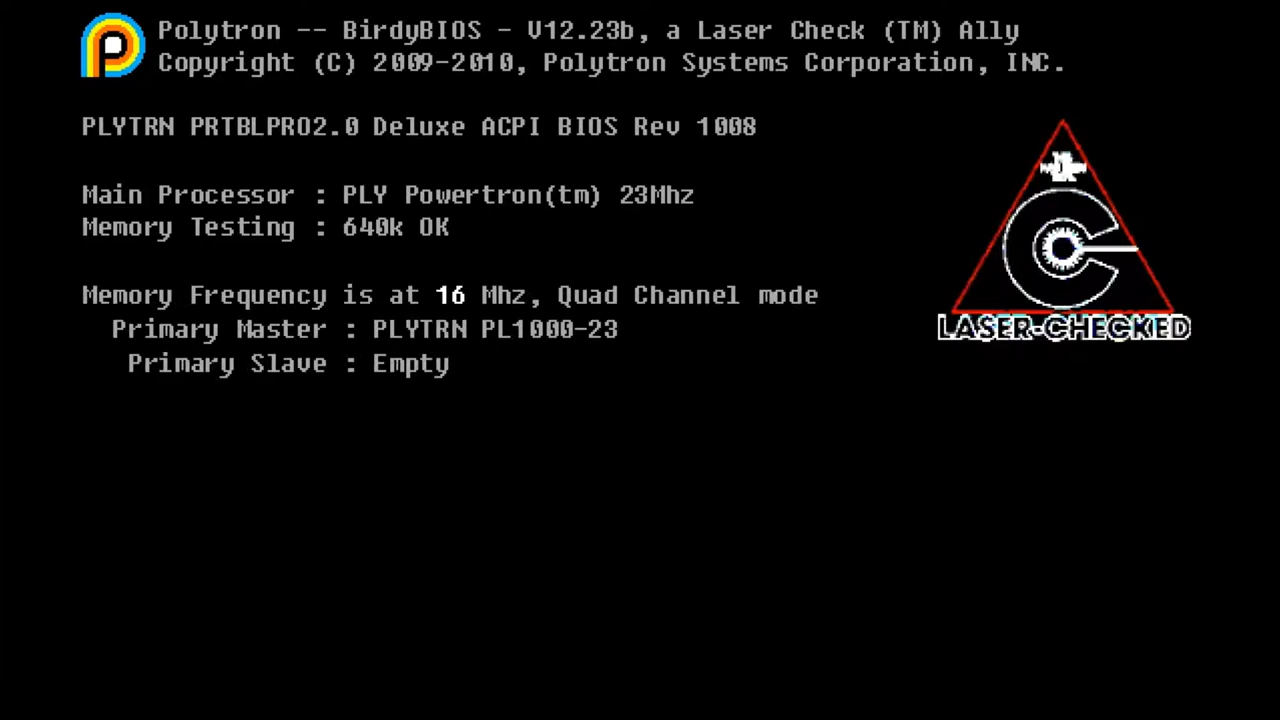 Polytron -- BirdyBIOS - V12.23b, a Laser Check (TM) Ally
Copyright (C) 2009-2010, Polytron Systems Corporation, INC.
PLYTRN PRTBLPRO2.0 Deluxe ACPI BIOS Rev 1008
Main Processor : PLY Powertron(tm) 23Mhz
Memory Testing : 640k OK
Memory Frequency is at 16 Mhz, Quad Channel mode
Primary Master : PLYTRN PL1000-23
Primary Slave : Empty
LASER-CHECKED